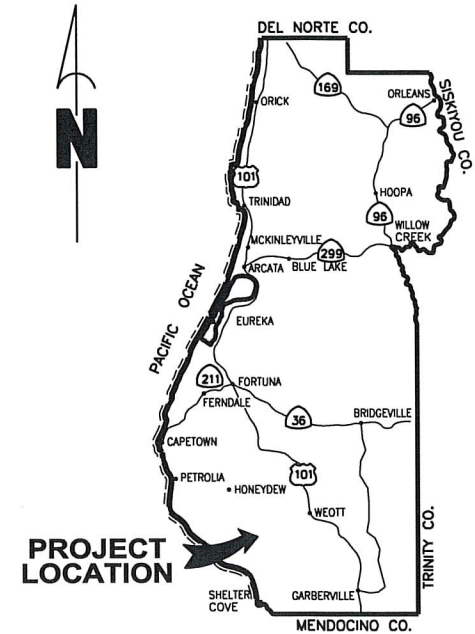 DEL NORTE CO.
N
169
ORLEANS
96
SISKIYOU CO.
ORICK
101
HOOPA
TRINIDAD
96
WILLOW
CREEK
MCKINLEYVILLE
299
ARCATA
BLUE LAKE
PACIFIC OCEAN
EUREKA
211
FORTUNA
FERNDALE
36
BRIDGEVILLE
CAPETOWN
101
PETROLIA
HONEYDEW
WEOTT
PROJECT
LOCATION
TRINITY CO.
SHELTER
COVE
GARBERVILLE
MENDOCINO CO.